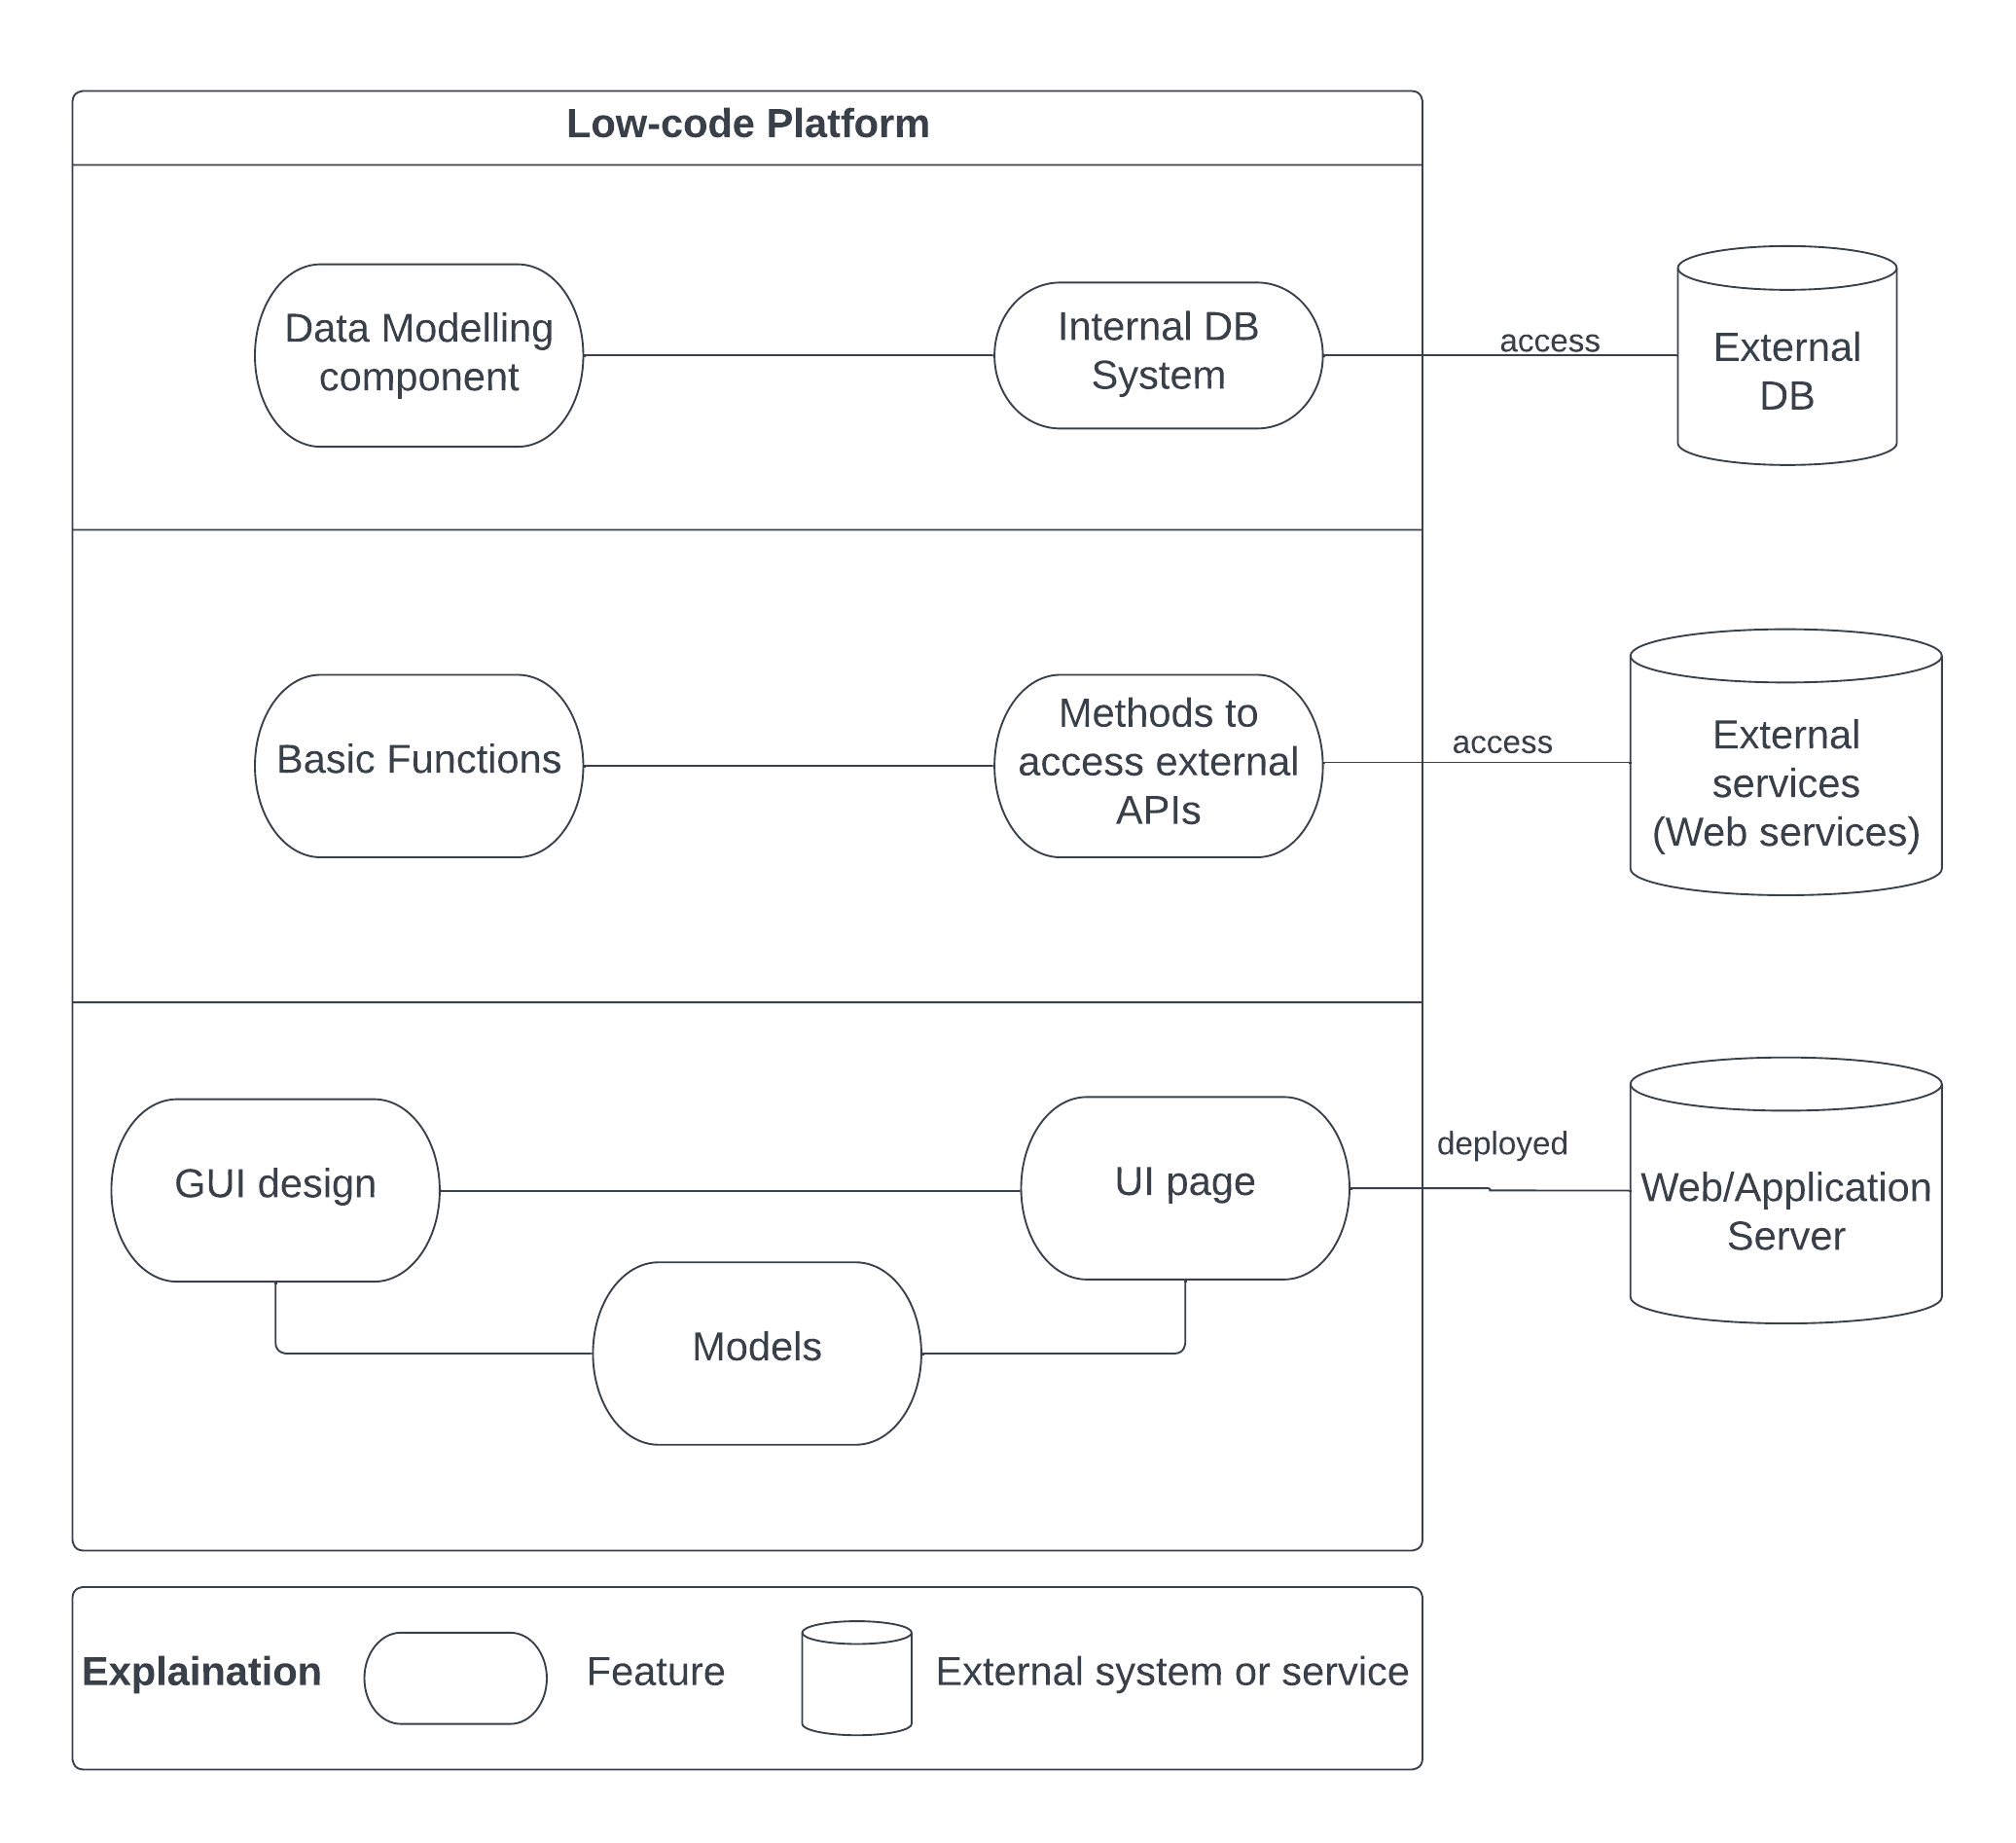 Low-code Platform
Data Modelling
component
Internal DB
System
access
External
DB
Basic Functions
Methods to
access external
APIs
access
External
services
(Web services)
GUI design
UI page
deployed
Web/Application
Server
Models
Explaination
Feature
External system or service